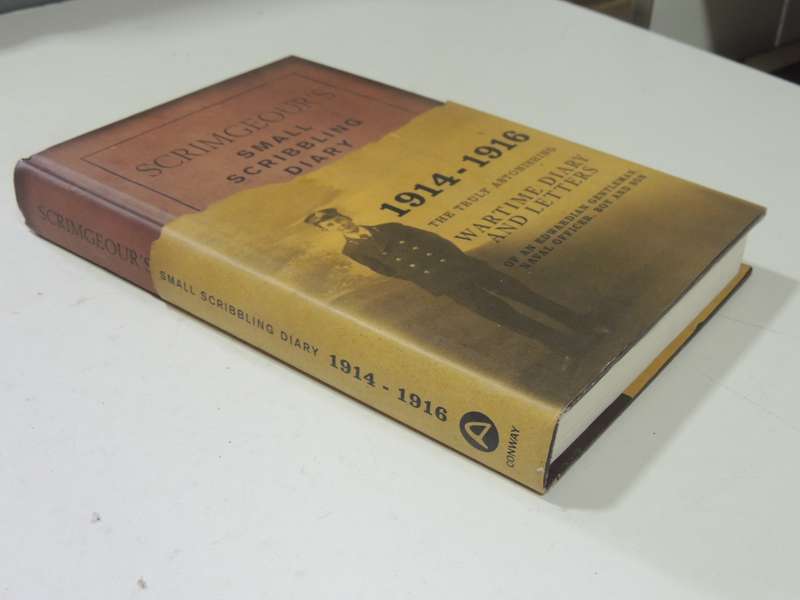 SCRIMGEOUR'S
SMALL
SCRIBBLING
DIARY
1914 - 1916
THE TRULY ASTONISHING
WARTIME DIARY
AND LETTERS
OF AN EDWARDIAN GENTLEMAN
NAVAL OFFICER - BOY AND SON
SCRIMGEOUR'S
SMALL SCRIBBLING DIARY 1914 - 1916
A
CONWAY